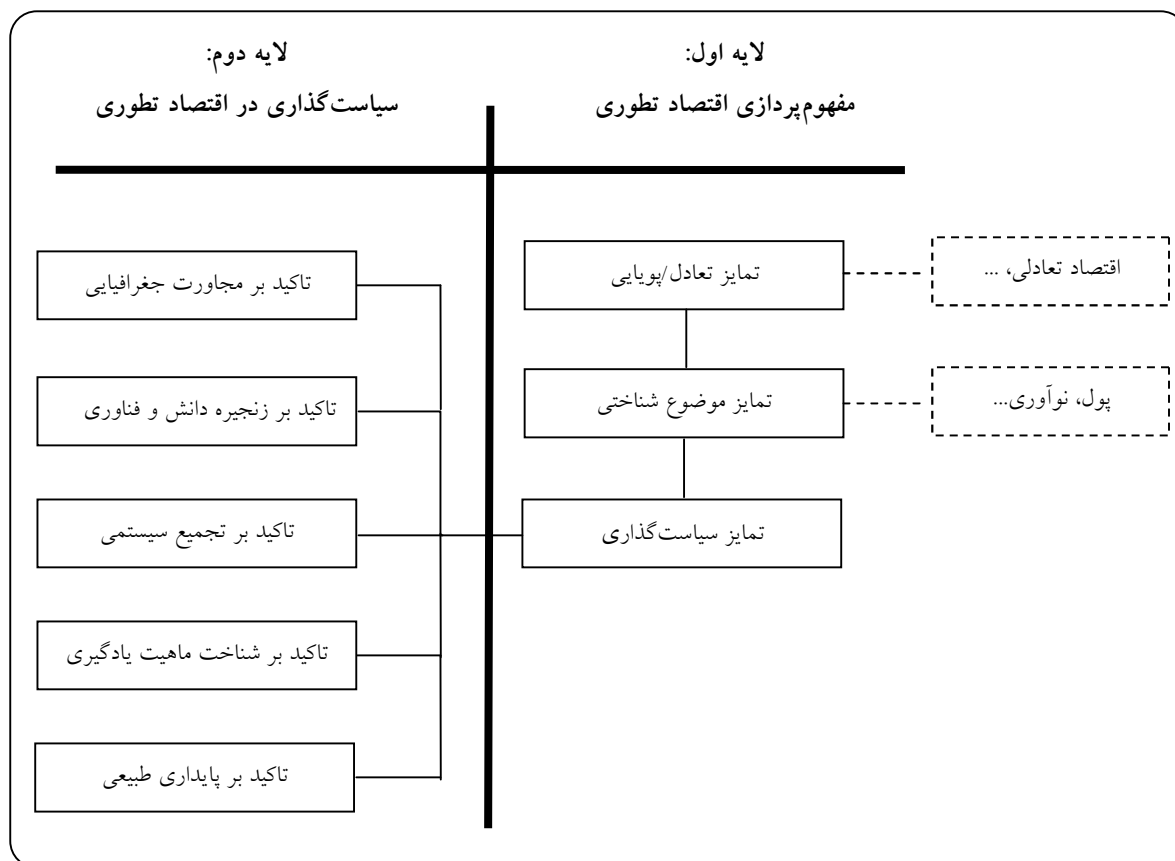 لایه اول:
مفهوم‌پردازی اقتصاد تطوری
لایه دوم:
سیاست‌گذاری در اقتصاد تطوری
تمایز تعادل/پویایی
اقتصاد تعادلی، ...
تمایز موضوع شناختی
پول، نوآوری...
تمایز سیاست‌گذاری
تاکید بر مجاورت جغرافیایی
تاکید بر زنجیره دانش و فناوری
تاکید بر تجمیع سیستمی
تاکید بر شناخت ماهیت یادگیری
تاکید بر پایداری طبیعی